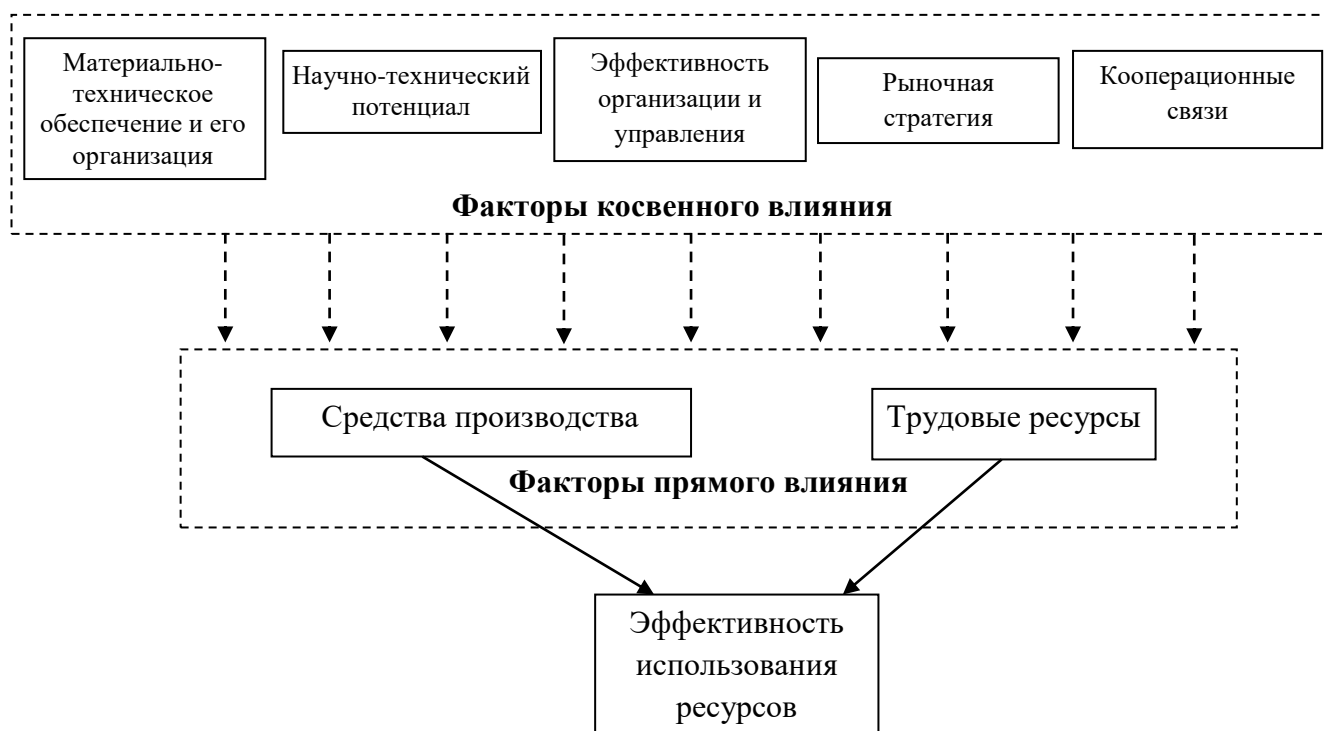 Материально-
техническое
обеспечение и его
организация
Научно-технический
потенциал
Эффективность
организации и
управления
Рыночная
стратегия
Кооперационные
связи
Факторы косвенного влияния
Средства производства
Трудовые ресурсы
Факторы прямого влияния
Эффективность
использования
ресурсов